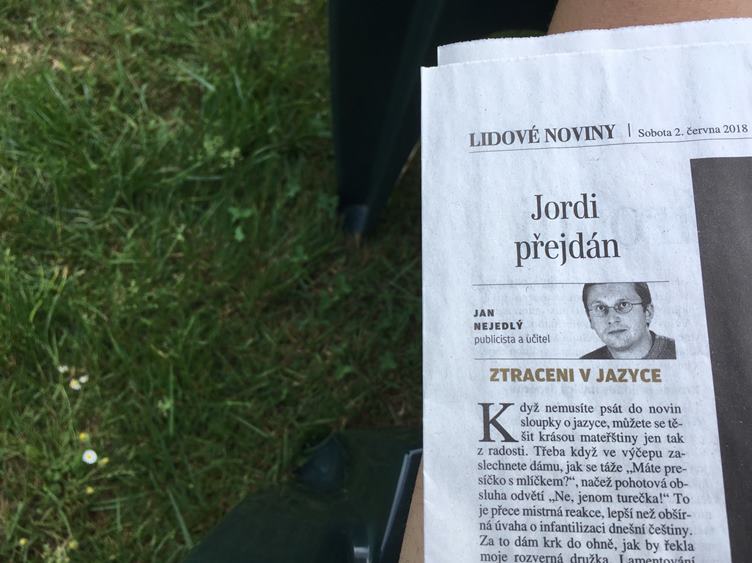 LIDOVÉ NOVINY | Sobota 2. června 2018
Jordi
přejdán
JAN
NEJEDLÝ
publicista a učitel
ZTRACENI V JAZYCE
Když nemusíte psát do novin
sloupky o jazyce, můžete se tě-
šit krásou mateřštiny jen tak
z radosti. Třeba když ve výčepu za-
slechnete dámu, jak se táže „Máte pre-
síčko s mlíčkem?“, načež pohotová ob-
sluha odvětí „Ne, jenom turečka!“ To
je přece mistrná reakce, lepší než obšír-
ná úvaha o infantilizaci dnešní češtiny.
Za to dám krk do ohně, jak by řekla
moje rozverná družka. Lamentování